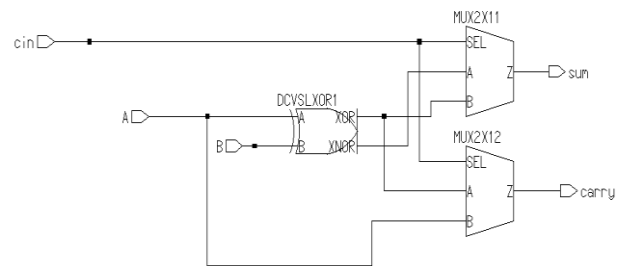 MUX2X11
cin
SEL
A
Z
sum
B
DCVSLXOR1
A
A
XOR
B
B
XNOR
MUX2X12
SEL
A
Z
carry
B